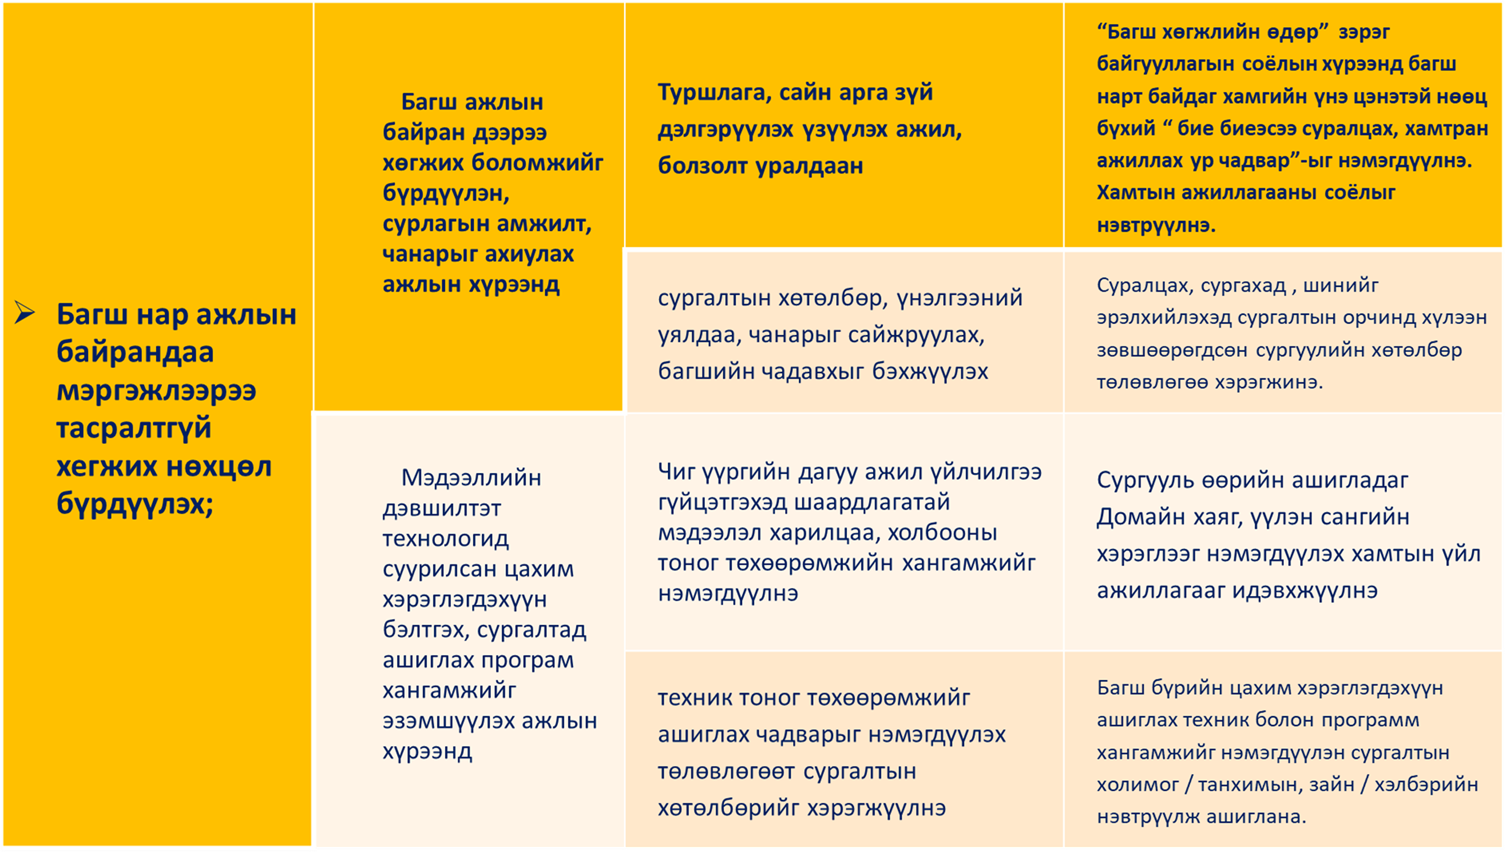 ➢ Багш нар ажлын
байрандаа
мэргэжлээрээ
тасралтгүй
хегжих нөхцөл
бүрдүүлэх;
Багш ажлын
байран дээрээ
хөгжих боломжийг
бүрдүүлэн,
сурлагын амжилт,
чанарыг ахиулах
ажлын хүрээнд
Туршлага, сайн арга зүй
дэлгэрүүлэх үзүүлэх ажил,
болзолт уралдаан
“Багш хөгжлийн өдөр” зэрэг
байгууллагын соёлын хүрээнд багш
нарт байдаг хамгийн үнэ цэнэтэй нөөц
бүхий “ бие биеэсээ суралцах, хамтран
ажиллах ур чадвар”-ыг нэмэгдүүлнэ.
Хамтын ажиллагааны соёлыг
нэвтрүүлнэ.
сургалтын хөтөлбөр, үнэлгээний
уялдаа, чанарыг сайжруулах,
багшийн чадавхыг бэхжүүлэх
Суралцах, сургахад , шинийг
эрэлхийлэхэд сургалтын орчинд хүлээн
зөвшөөрөгдсөн сургуулийн хөтөлбөр
төлөвлөгөө хэрэгжинэ.
Мэдээллийн
дэвшилтэт
технологид
суурилсан цахим
хэрэглэгдэхүүн
бэлтгэх, сургалтад
ашиглах програм
хангамжийг
эзэмшүүлэх ажлын
хүрээнд
Чиг үүргийн дагуу ажил үйлчилгээ
гүйцэтгэхэд шаардлагатай
мэдээлэл харилцаа, холбооны
тоног төхөөрөмжийн хангамжийг
нэмэгдүүлнэ
Сургууль өөрийн ашигладаг
Домайн хаяг, үүлэн сангийн
хэрэглээг нэмэгдүүлэх хамтын үйл
ажиллагааг идэвхжүүлнэ
техник тоног төхөөрөмжийг
ашиглах чадварыг нэмэгдүүлэх
төлөвлөгөөт сургалтын
хөтөлбөрийг хэрэгжүүлнэ
Багш бүрийн цахим хэрэглэгдэхүүн
ашиглах техник болон программ
хангамжийг нэмэгдүүлэн сургалтын
холимог / танхимын, зайн / хэлбэрийн
нэвтрүүлж ашиглана.